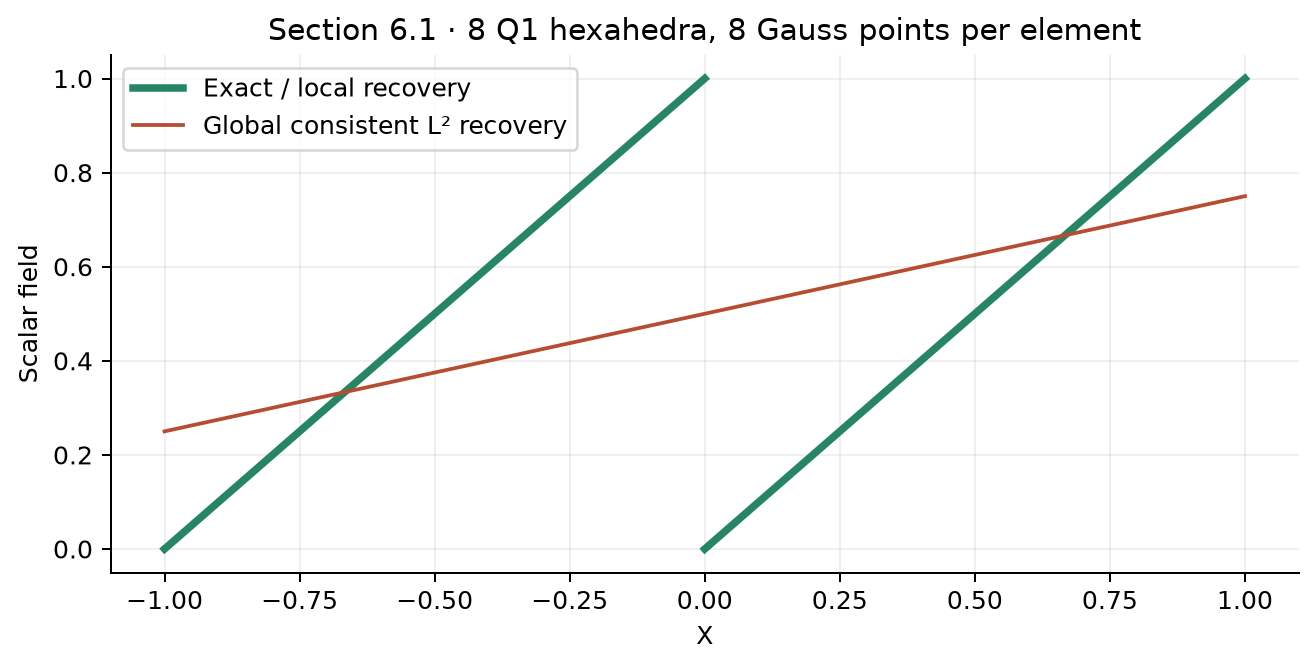 Section 6.1 · 8 Q1 hexahedra, 8 Gauss points per element
Exact / local recovery
Global consistent L² recovery
Scalar field
1.0
0.8
0.6
0.4
0.2
0.0
−1.00 −0.75 −0.50 −0.25 0.00 0.25 0.50 0.75 1.00
X